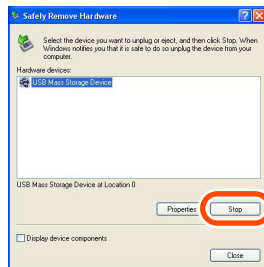 Safely Remove Hardware
Select the device you want to unplug or eject, and then click Stop. When
Windows notifies you that it is safe to do so unplug the device from your
computer.
Hardware devices:
USB Mass Storage Device
USB Mass Storage Device at Location 0
Properties
Stop
Display device components
Close